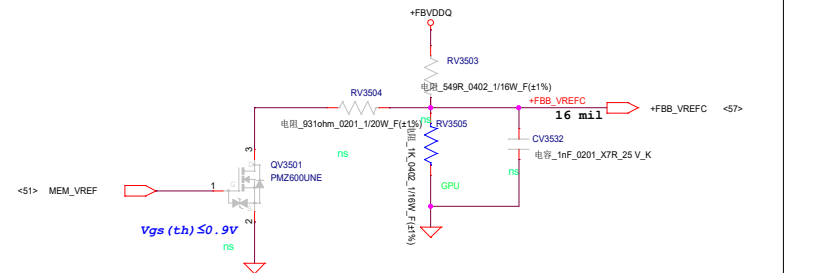 +FBVDDQ
RV3503
电阻_549R_0402_1/16W_F(±1%)
RV3504
电阻_931ohm_0201_1/20W_F(±1%)
ns
ns
+FBB_VREFC
16 mil
+FBB_VREFC
<57>
RV3505
电阻_1K_0402_1/16W_F(±1%)
GPU
CV3532
电容_1nF_0201_X7R_25 V_K
ns
3
QV3501
PMZ600UNE
<51>
MEM_VREF
1
2
Vgs(th)≤0.9V
ns